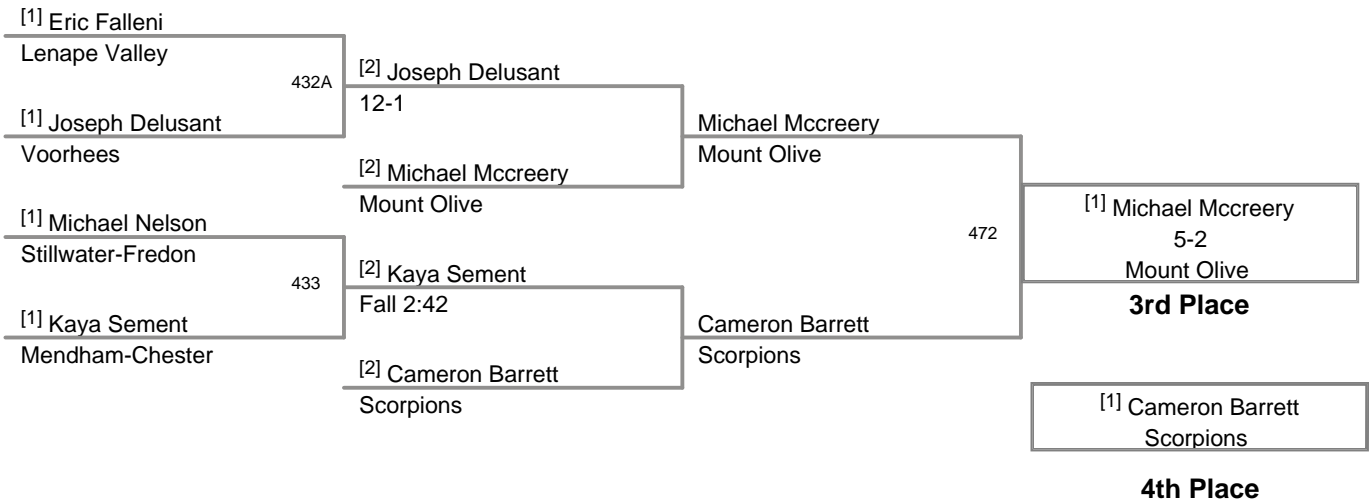 [1] Eric Falleni
Lenape Valley
432A
[1] Joseph Delusant
Voorhees
[1] Michael Nelson
Stillwater-Fredon
433
[1] Kaya Sement
Mendham-Chester
[2] Joseph Delusant
12-1
[2] Michael Mccreery
Mount Olive
[2] Kaya Sement
Fall 2:42
[2] Cameron Barrett
Scorpions
Michael Mccreery
Mount Olive
472
Cameron Barrett
Scorpions
[1] Michael Mccreery
5-2
Mount Olive
3rd Place
[1] Cameron Barrett
Scorpions
4th Place